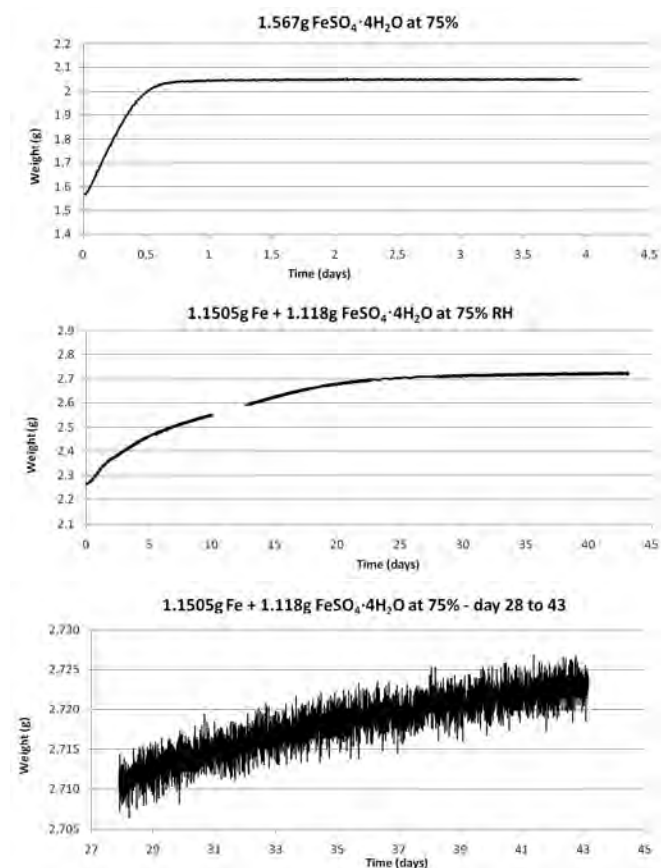 1.567g FeSO₄·4H₂O at 75%
2.2
2.1
2
1.9
1.8
1.7
1.6
1.5
1.4
Weight (g)
0 0.5 1 1.5 2 2.5 3 3.5 4 4.5
Time (days)
1.1505g Fe + 1.118g FeSO₄·4H₂O at 75% RH
2.9
2.8
2.7
2.6
2.5
2.4
2.3
2.2
2.1
Weight (g)
0 5 10 15 20 25 30 35 40 45
Time (days)
1.1505g Fe + 1.118g FeSO₄·4H₂O at 75% - day 28 to 43
2,730
2,725
2,720
2,715
2,710
2,705
Weight (g)
27 29 31 33 35 37 39 41 43 45
Time (days)